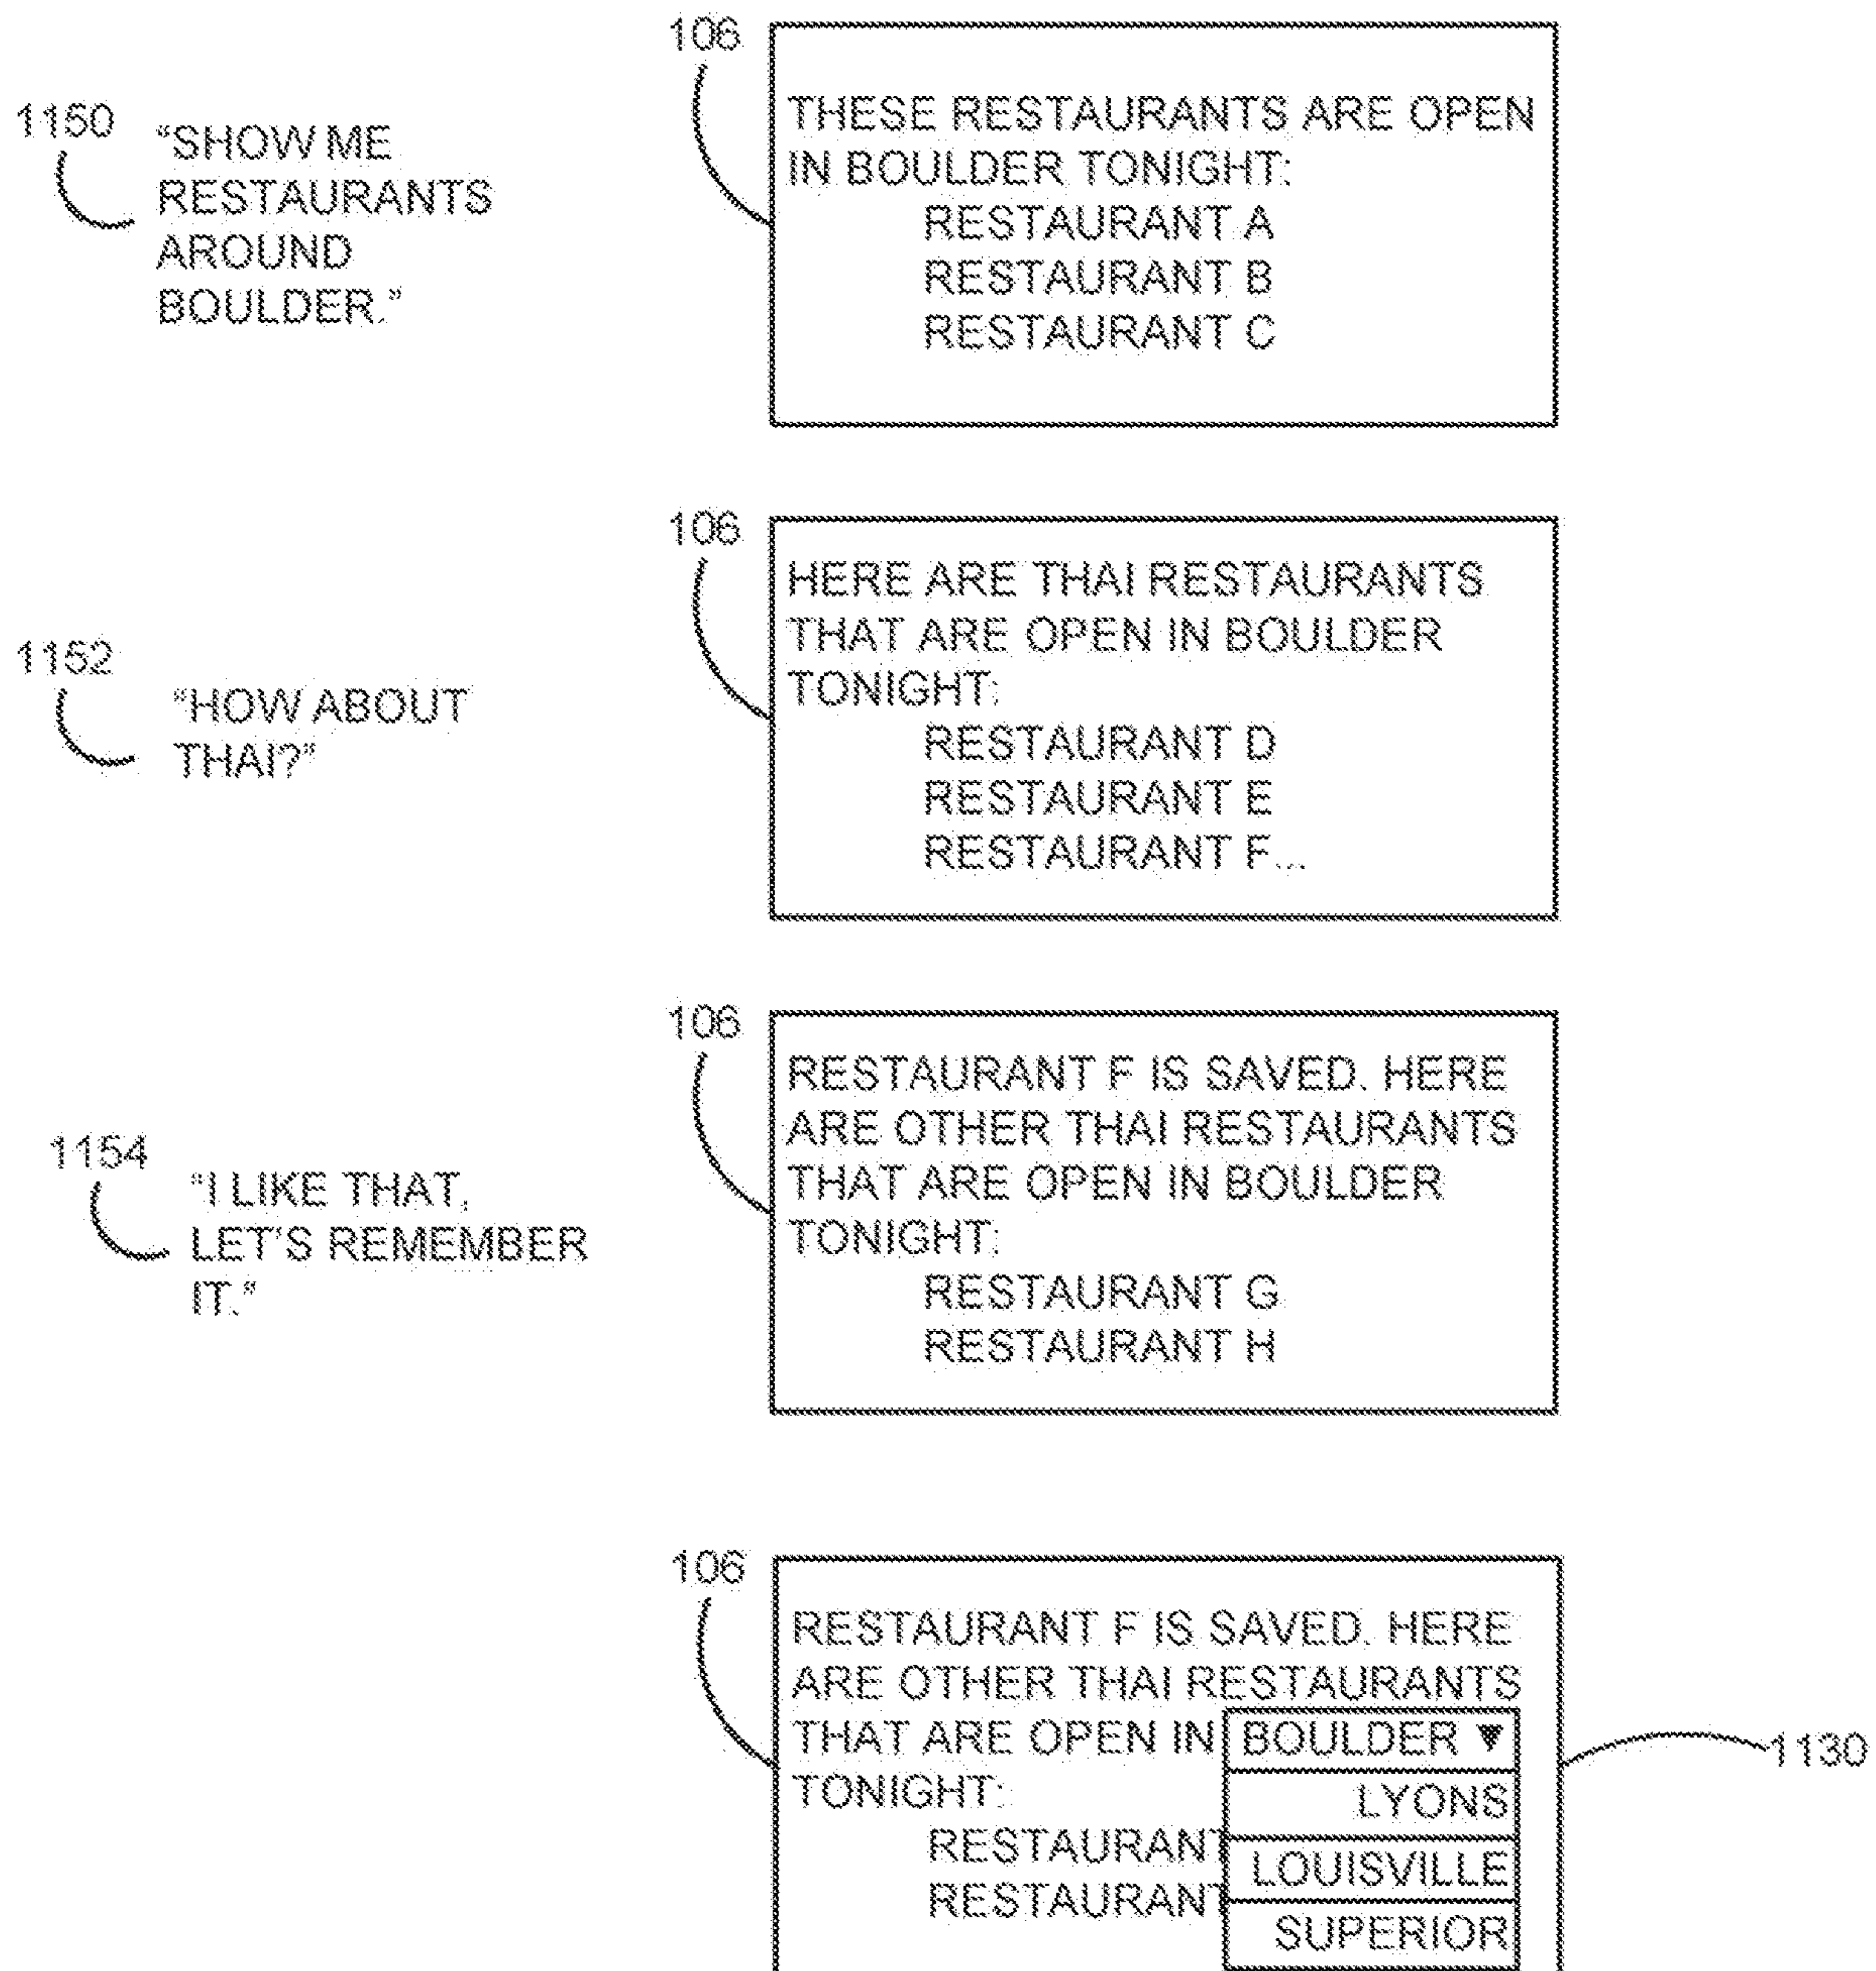 106
1150
"SHOW ME
RESTAURANTS
AROUND
BOULDER."
THESE RESTAURANTS ARE OPEN
IN BOULDER TONIGHT:
RESTAURANT A
RESTAURANT B
RESTAURANT C
106
1152
"HOW ABOUT
THAI?"
HERE ARE THAI RESTAURANTS
THAT ARE OPEN IN BOULDER
TONIGHT:
RESTAURANT D
RESTAURANT E
RESTAURANT F...
106
1154
"I LIKE THAT,
LET'S REMEMBER
IT."
RESTAURANT F IS SAVED. HERE
ARE OTHER THAI RESTAURANTS
THAT ARE OPEN IN BOULDER
TONIGHT:
RESTAURANT G
RESTAURANT H
106
RESTAURANT F IS SAVED. HERE
ARE OTHER THAI RESTAURANTS
THAT ARE OPEN IN BOULDER ▼
1130
TONIGHT:
LYONS
RESTAURANT
LOUISVILLE
RESTAURANT
SUPERIOR